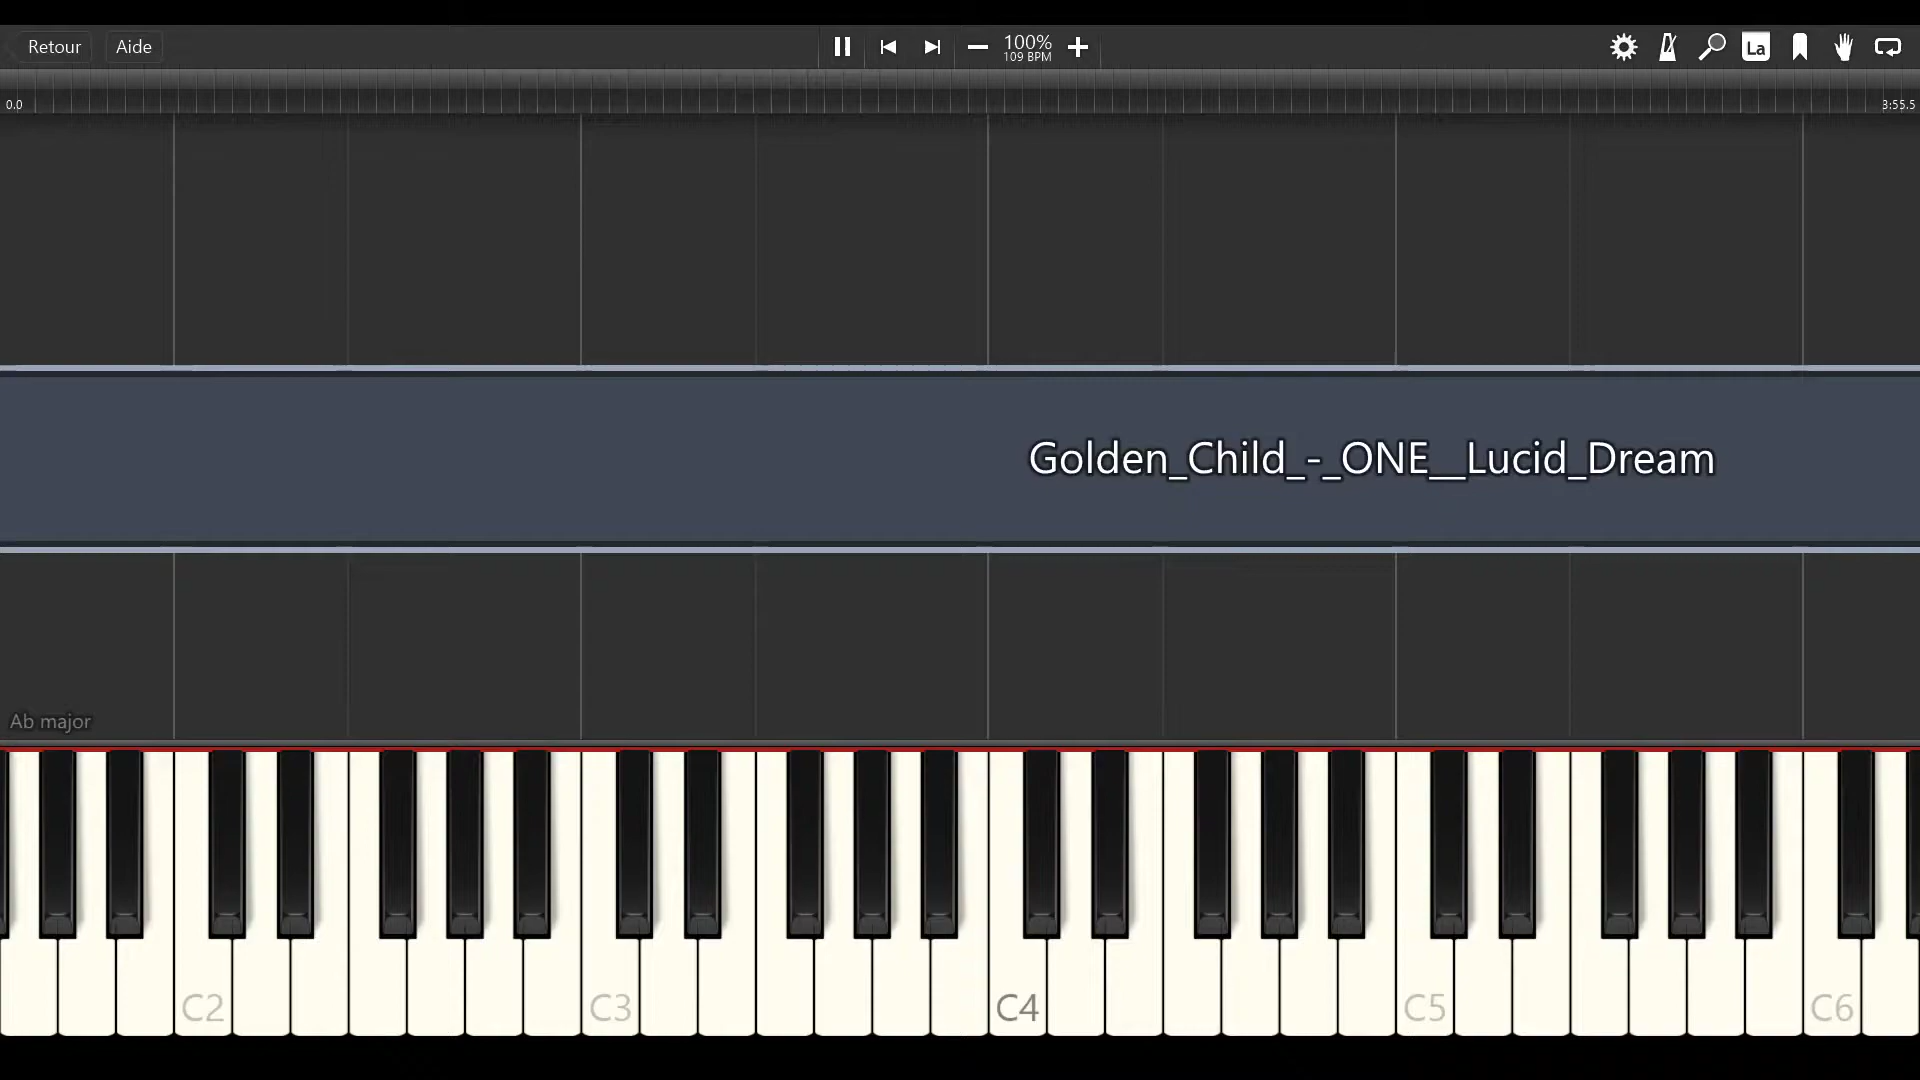 Retour
Aide
100%
109 BPM
La
0.0
3:55.5
Golden_Child_-_ONE__Lucid_Dream
Ab major
C2
C3
C4
C5
C6